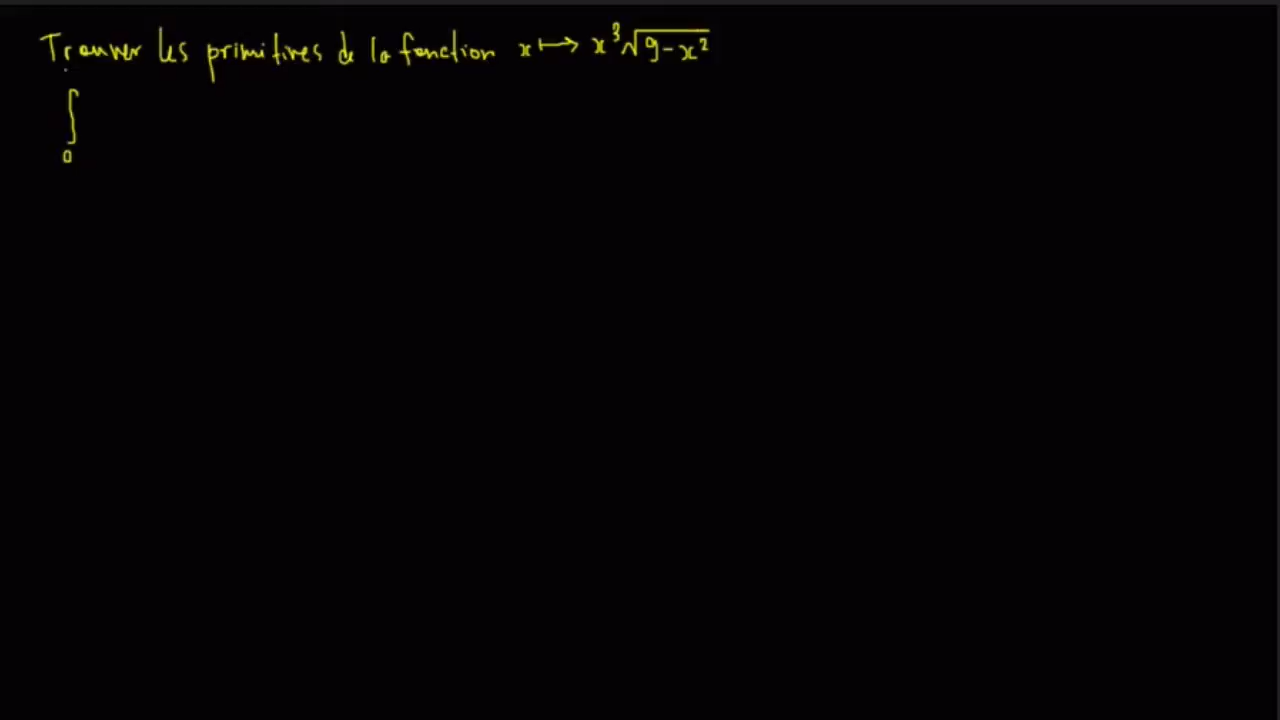 Trouver les primitives de la fonction x ↦ x³√(9-x²)
∫₀